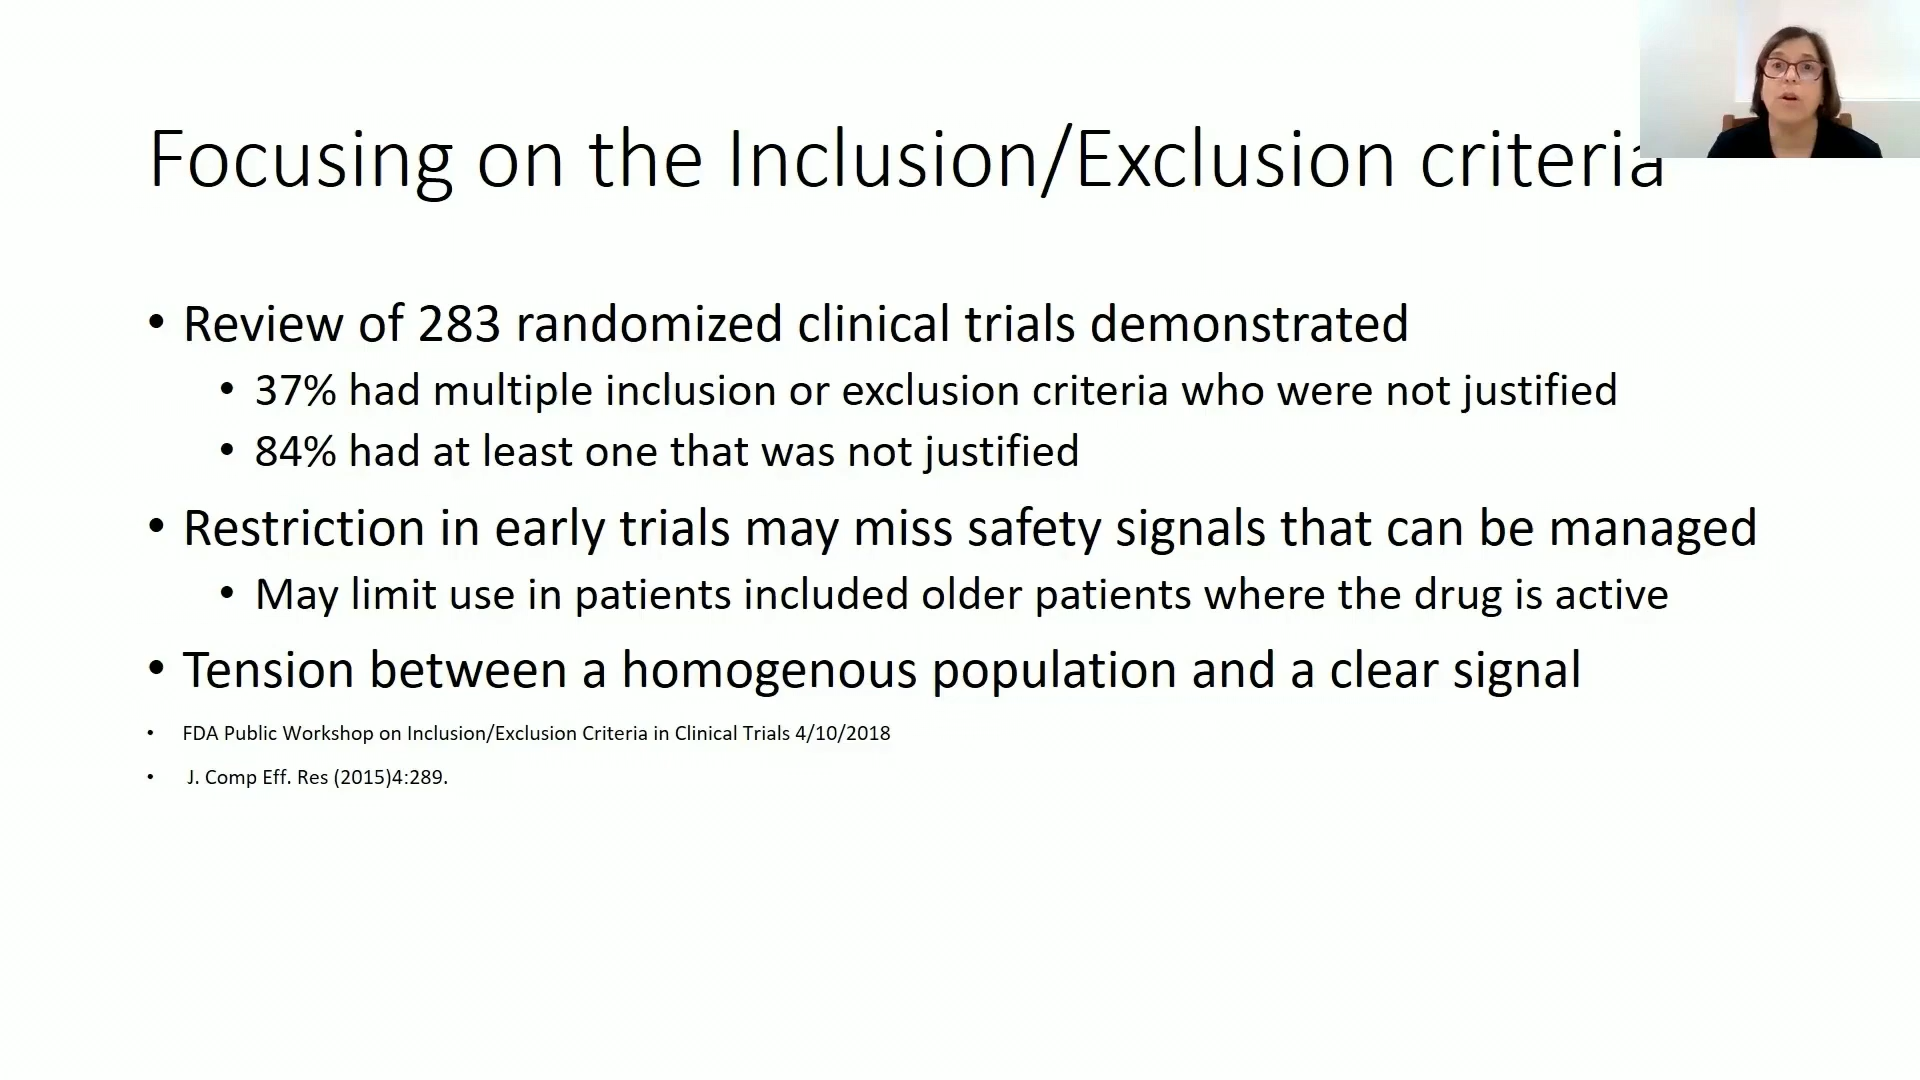 Focusing on the Inclusion/Exclusion criteria
• Review of 283 randomized clinical trials demonstrated
• 37% had multiple inclusion or exclusion criteria who were not justified
• 84% had at least one that was not justified
• Restriction in early trials may miss safety signals that can be managed
• May limit use in patients included older patients where the drug is active
• Tension between a homogenous population and a clear signal
• FDA Public Workshop on Inclusion/Exclusion Criteria in Clinical Trials 4/10/2018
• J. Comp Eff. Res (2015)4:289.